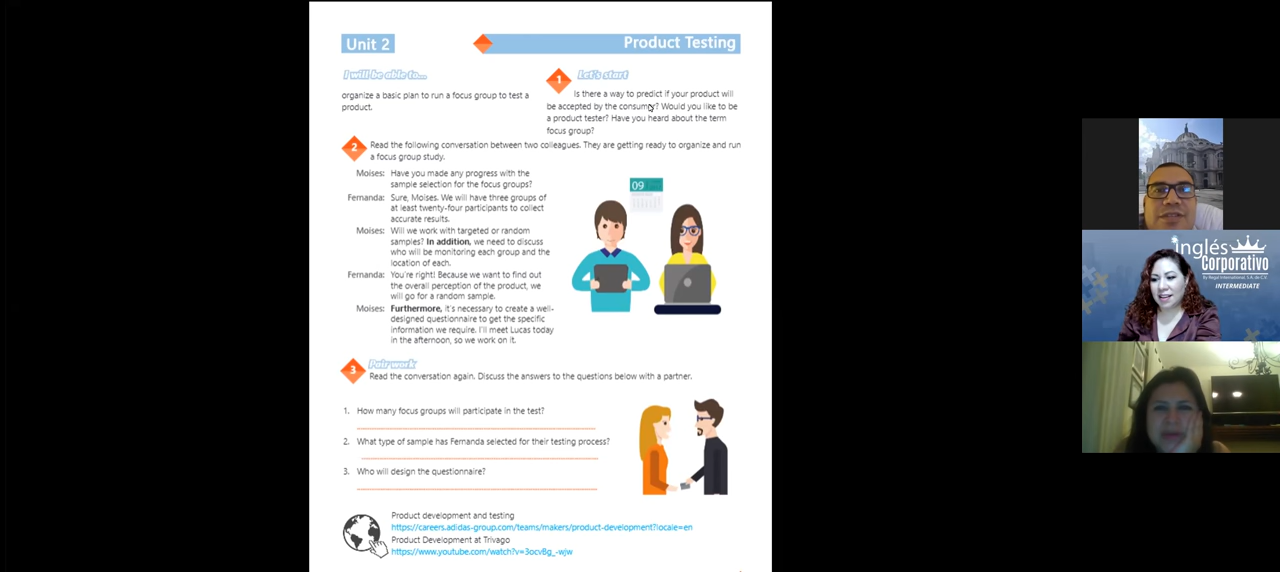 Unit 2
Product Testing
I will be able to...
organize a basic plan to run a focus group to test a
product.
1
Let's start
Is there a way to predict if your product will
be accepted by the consumer? Would you like to be
a product tester? Have you heard about the term
focus group?
2
Read the following conversation between two colleagues. They are getting ready to organize and run
a focus group study.
Moises: Have you made any progress with the
sample selection for the focus groups?
Fernanda: Sure, Moises. We will have three groups of
at least twenty-four participants to collect
accurate results.
Moises: Will we work with targeted or random
samples? In addition, we need to discuss
who will be monitoring each group and the
location of each.
Fernanda: You're right! Because we want to find out
the overall perception of the product, we
will go for a random sample.
Moises: Furthermore, it's necessary to create a well-
designed questionnaire to get the specific
information we require. I'll meet Lucas today
in the afternoon, so we work on it.
09
3
Pair work
Read the conversation again. Discuss the answers to the questions below with a partner.
1. How many focus groups will participate in the test?
2. What type of sample has Fernanda selected for their testing process?
3. Who will design the questionnaire?
Product development and testing
https://careers.adidas-group.com/teams/makers/product-development?locale=en
Product Development at Trivago
https://www.youtube.com/watch?v=3ocvBg_-wjw
inglés
Corporativo
By Regal International, S.A. de C.V.
INTERMEDIATE